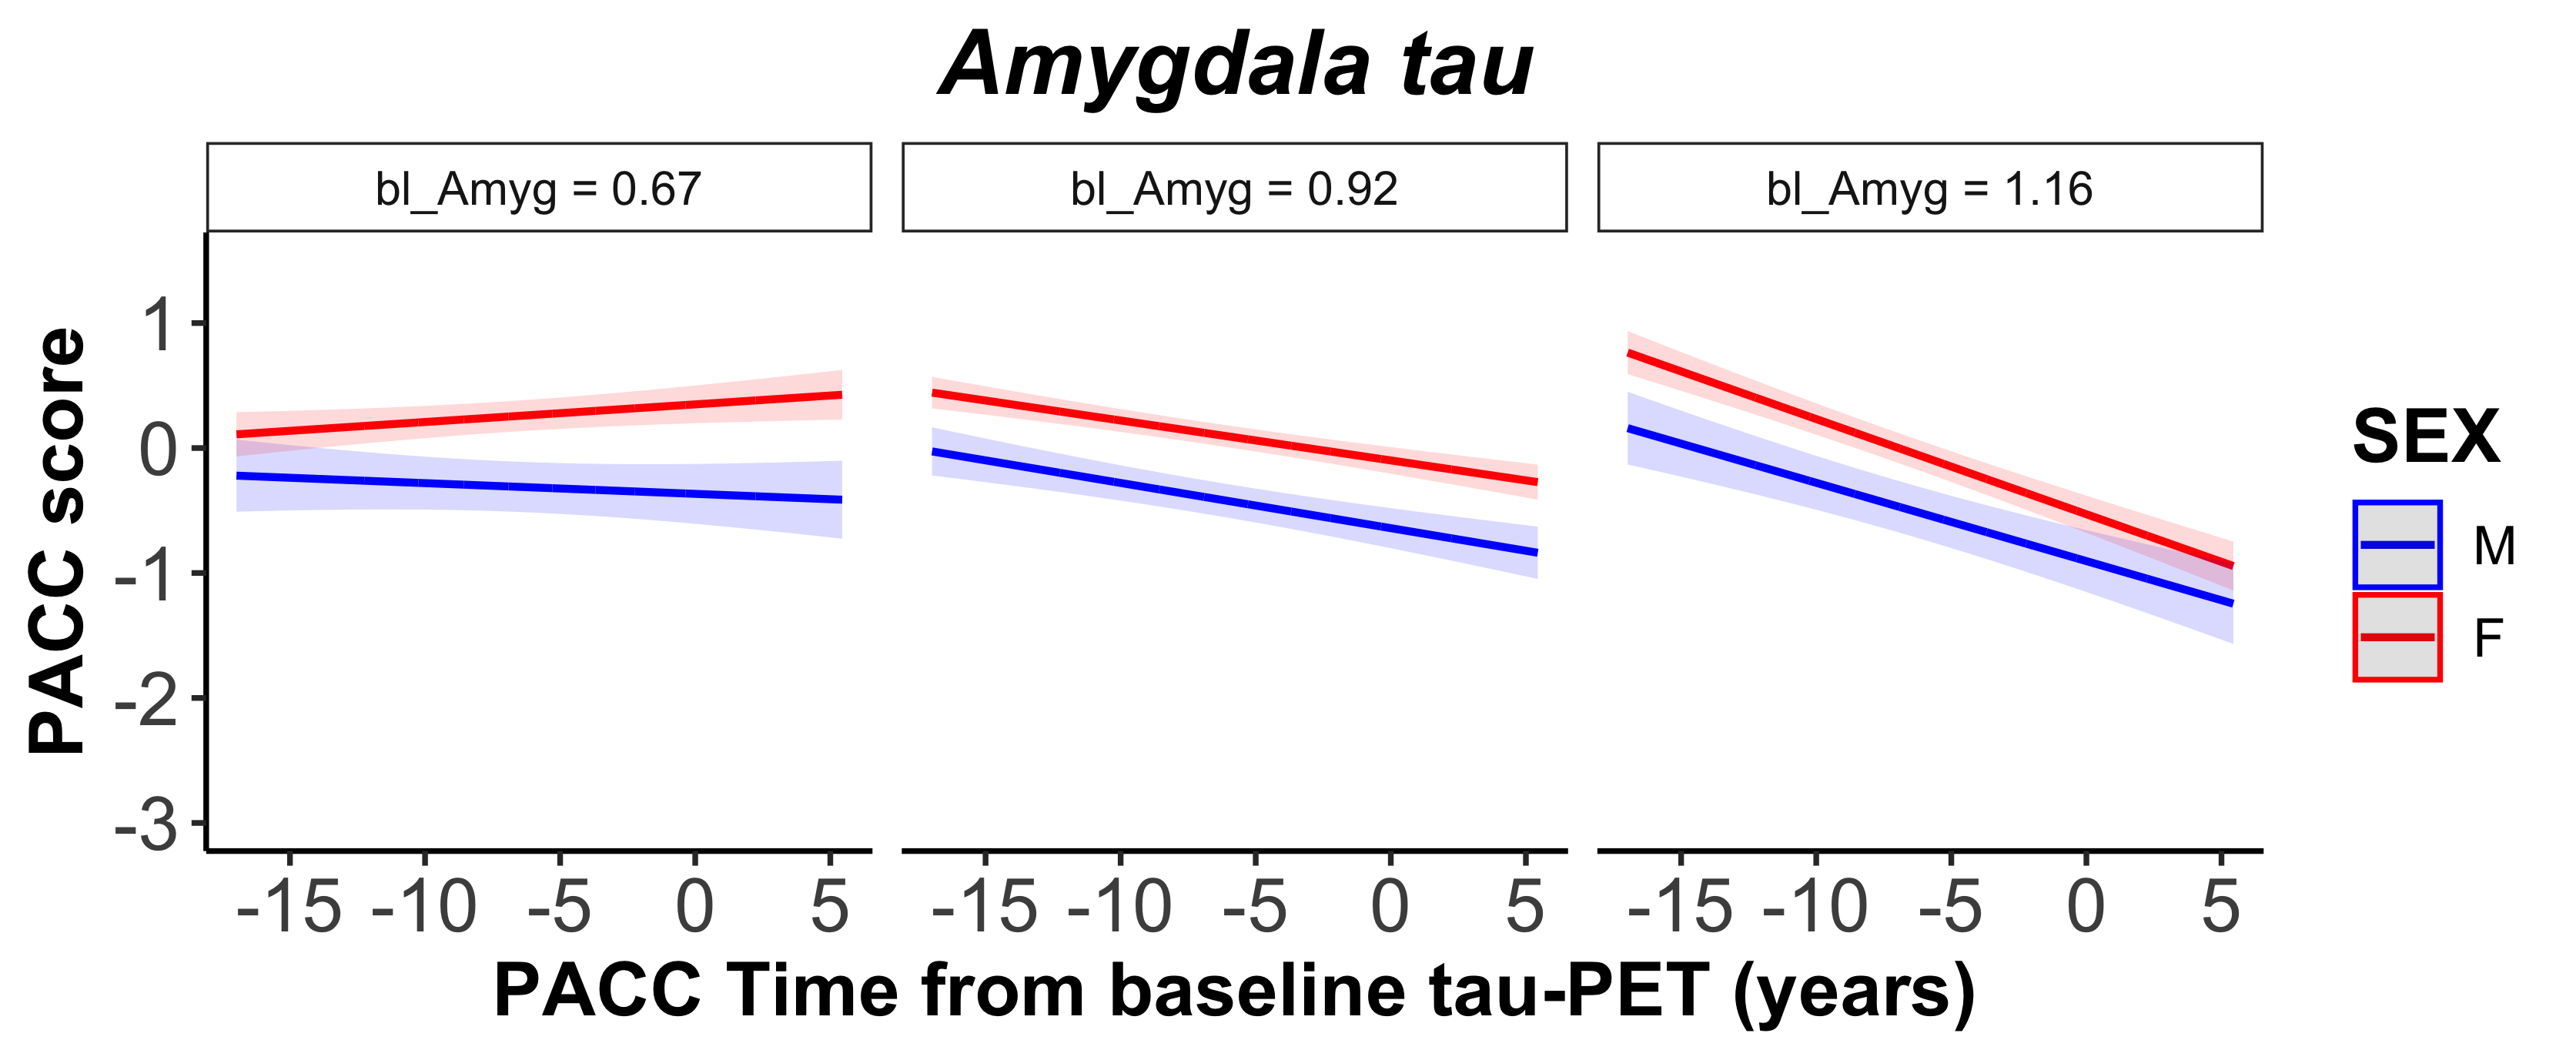 Amygdala tau
bl_Amyg = 0.67
bl_Amyg = 0.92
bl_Amyg = 1.16
PACC score
1
0
-1
-2
-3
-15 -10 -5 0 5
-15 -10 -5 0 5
-15 -10 -5 0 5
PACC Time from baseline tau-PET (years)
SEX
M
F